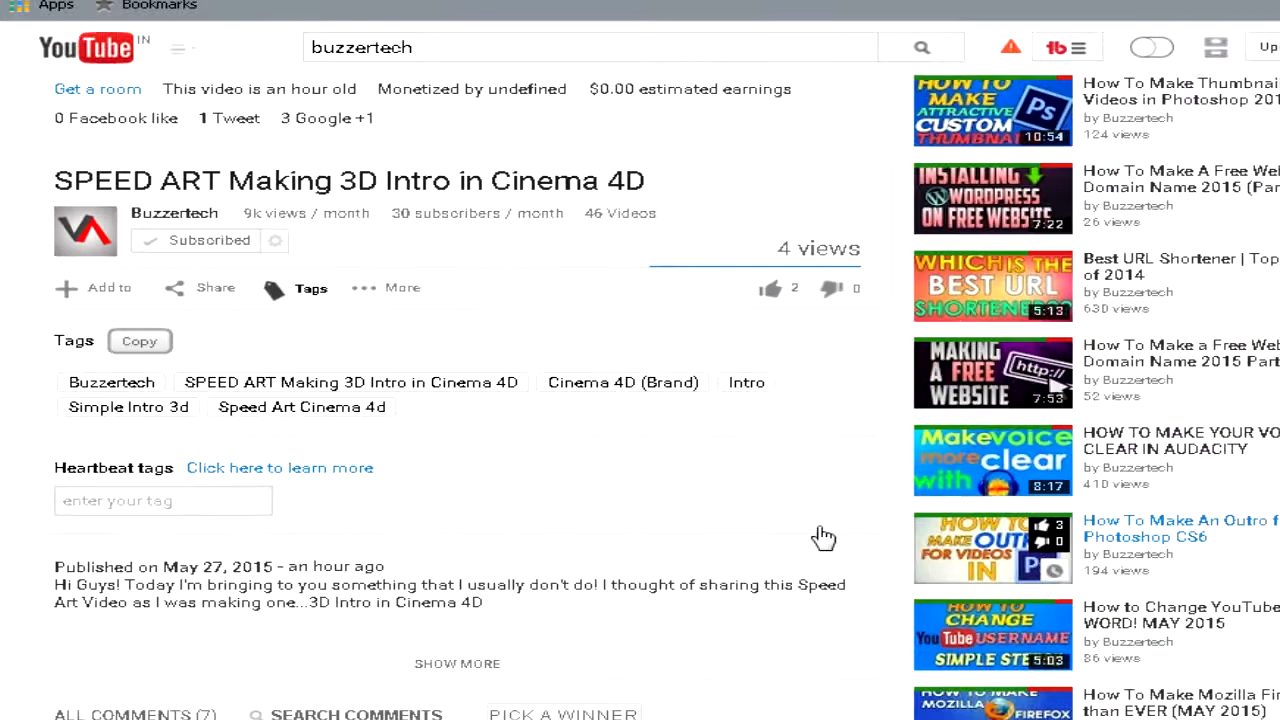 Apps Bookmarks
YouTube IN
buzzertech
Up
Get a room This video is an hour old Monetized by undefined $0.00 estimated earnings
0 Facebook like 1 Tweet 3 Google +1
SPEED ART Making 3D Intro in Cinema 4D
Buzzertech 9k views / month 30 subscribers / month 46 Videos
Subscribed
4 views
Add to Share Tags More
2 0
Tags Copy
Buzzertech SPEED ART Making 3D Intro in Cinema 4D Cinema 4D (Brand) Intro
Simple Intro 3d Speed Art Cinema 4d
Heartbeat tags Click here to learn more
enter your tag
Published on May 27, 2015 - an hour ago
Hi Guys! Today I'm bringing to you something that I usually don't do! I thought of sharing this Speed
Art Video as I was making one...3D Intro in Cinema 4D
SHOW MORE
ALL COMMENTS (7) SEARCH COMMENTS PICK A WINNER
HOW TO
MAKE
ATTRACTIVE
CUSTOM
THUMBNA
Ps
10:54
How To Make Thumbnai
Videos in Photoshop 201
by Buzzertech
124 views
INSTALLING
WORDPRESS
ON FREE WEBSITE
7:22
How To Make A Free Web
Domain Name 2015 (Par
by Buzzertech
26 views
WHICH IS THE
BEST URL
SHORTENER
5:13
Best URL Shortener | Top
of 2014
by Buzzertech
630 views
MAKING
A FREE
WEBSITE
http://
7:53
How To Make a Free Web
Domain Name 2015 Part
by Buzzertech
52 views
Make voice
more clear
with
8:17
HOW TO MAKE YOUR VO
CLEAR IN AUDACITY
by Buzzertech
410 views
HOW TO
MAKE OUT
FOR VIDEOS
IN
P
3
0
How To Make An Outro f
Photoshop CS6
by Buzzertech
194 views
HOW TO
CHANGE
YouTube USERNAME
SIMPLE STE
5:03
How to Change YouTube
WORD! MAY 2015
by Buzzertech
86 views
HOW TO MAKE
MOZILLA
FIREFOX
How To Make Mozilla Fir
than EVER (MAY 2015)